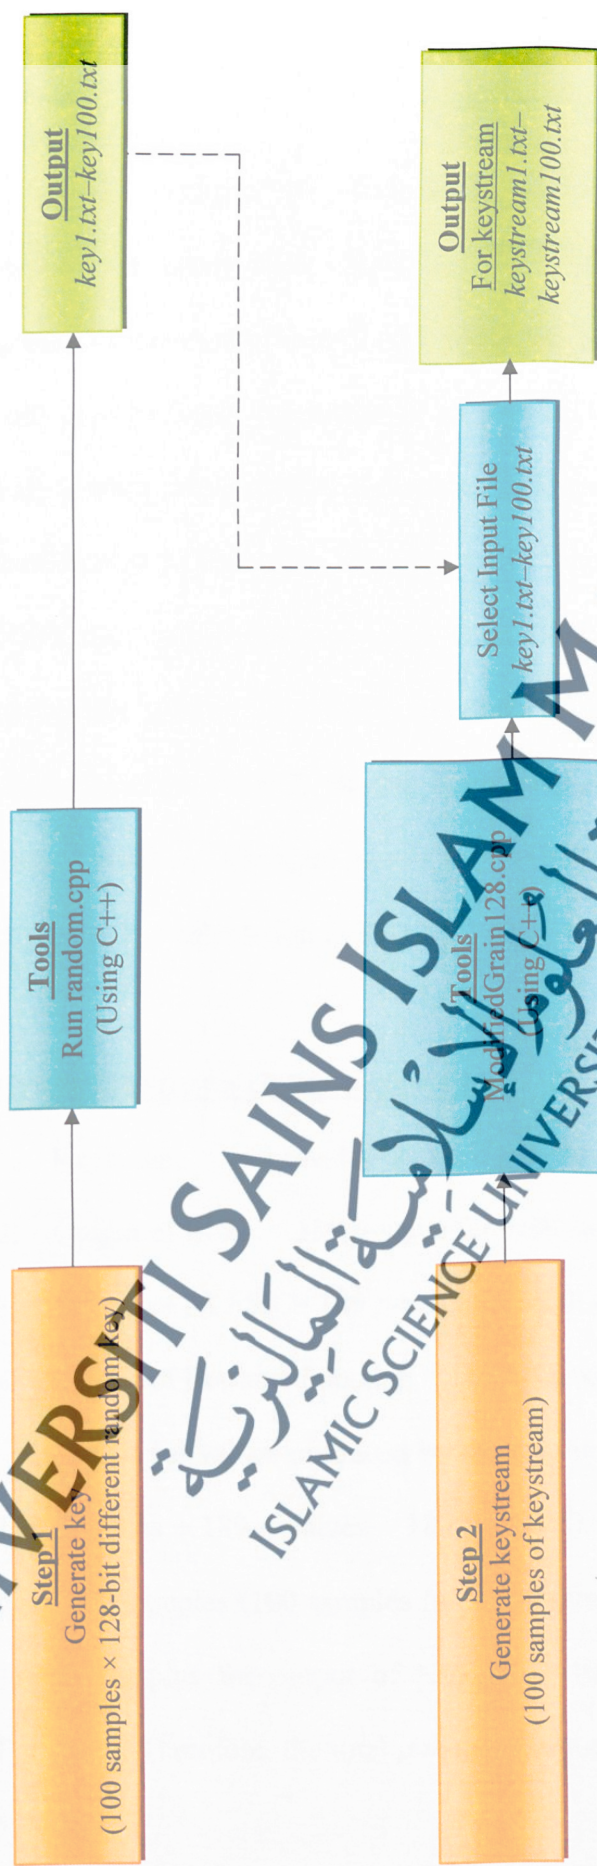 Step 1
Generate key
(100 samples × 128-bit different random key)
Tools
Run random.cpp
(Using C++)
Output
key1.txt–key100.txt
Step 2
Generate keystream
(100 samples of keystream)
Tools
ModifiedGrain128.cpp
(Using C++)
Select Input File
key1.txt–key100.txt
Output
For keystream
keystream1.txt–
keystream100.txt
SAINS ISLAM
الإسلامية الماليزية
ISLAMIC SCIENCE